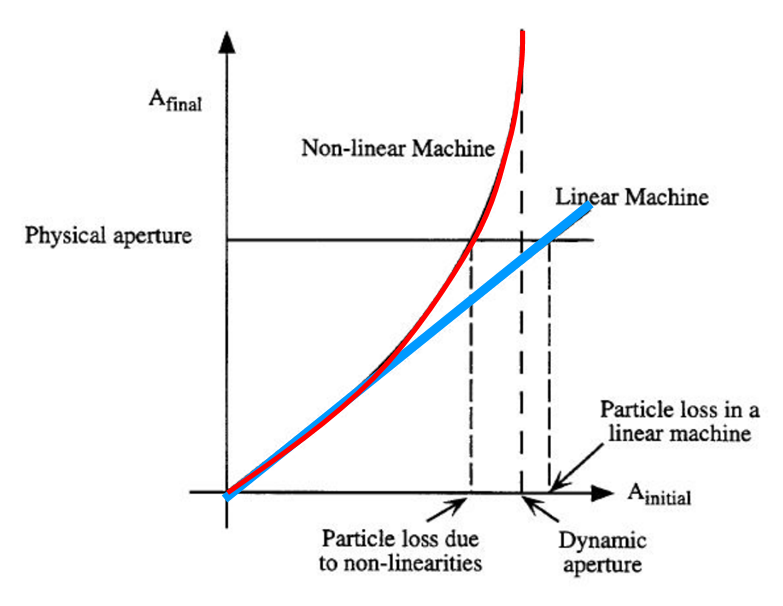 A_final
Non-linear Machine
Linear Machine
Physical aperture
Particle loss in a
linear machine
A_initial
Particle loss due
to non-linearities
Dynamic
aperture